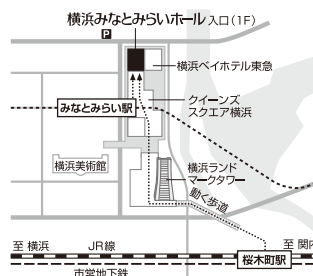 横浜みなとみらいホール 入口(1F)
P
横浜ベイホテル東急
みなとみらい駅
クイーンズ
スクエア横浜
横浜美術館
横浜ランド
マークタワー
動く歩道
至 横浜
JR線
至 関内
桜木町駅
市営地下鉄